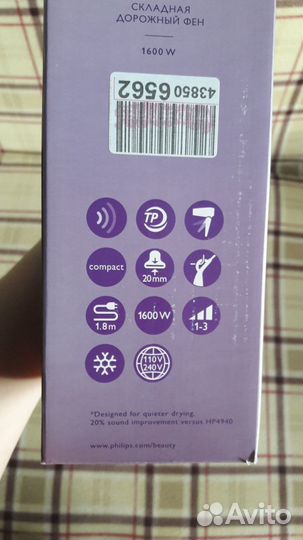 СКЛАДНАЯ
ДОРОЖНЫЙ ФЕН
1600 W
43850 6562
TP
compact
20mm
1.8m
1600W
1-3
110V
240V
*Designed for quieter drying.
20% sound improvement versus HP4940
www.philips.com/beauty
Avito